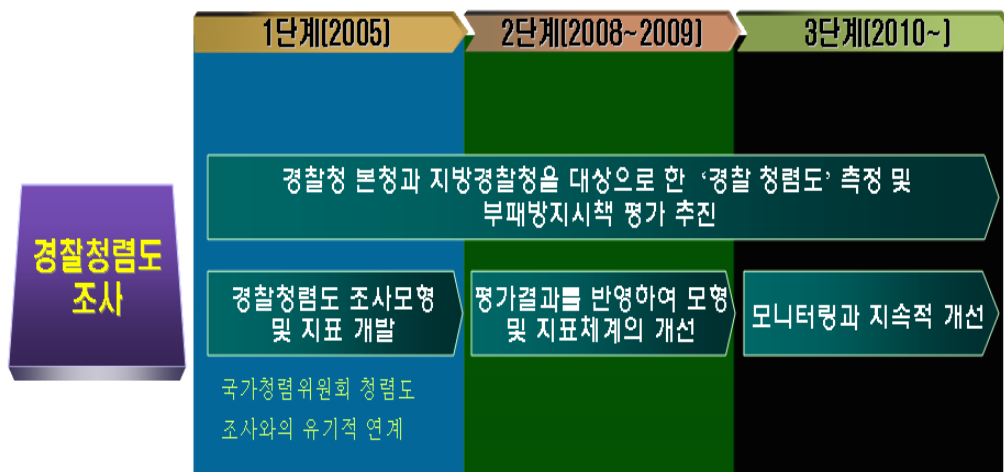 1단계(2005)
2단계(2008~2009)
3단계(2010~)
경찰청렴도
조사
경찰청 본청과 지방경찰청을 대상으로 한 ‘경찰 청렴도’ 측정 및
부패방지시책 평가 추진
경찰청렴도 조사모형
및 지표 개발
평가결과를 반영하여 모형
및 지표체계의 개선
모니터링과 지속적 개선
국가청렴위원회 청렴도
조사와의 유기적 연계